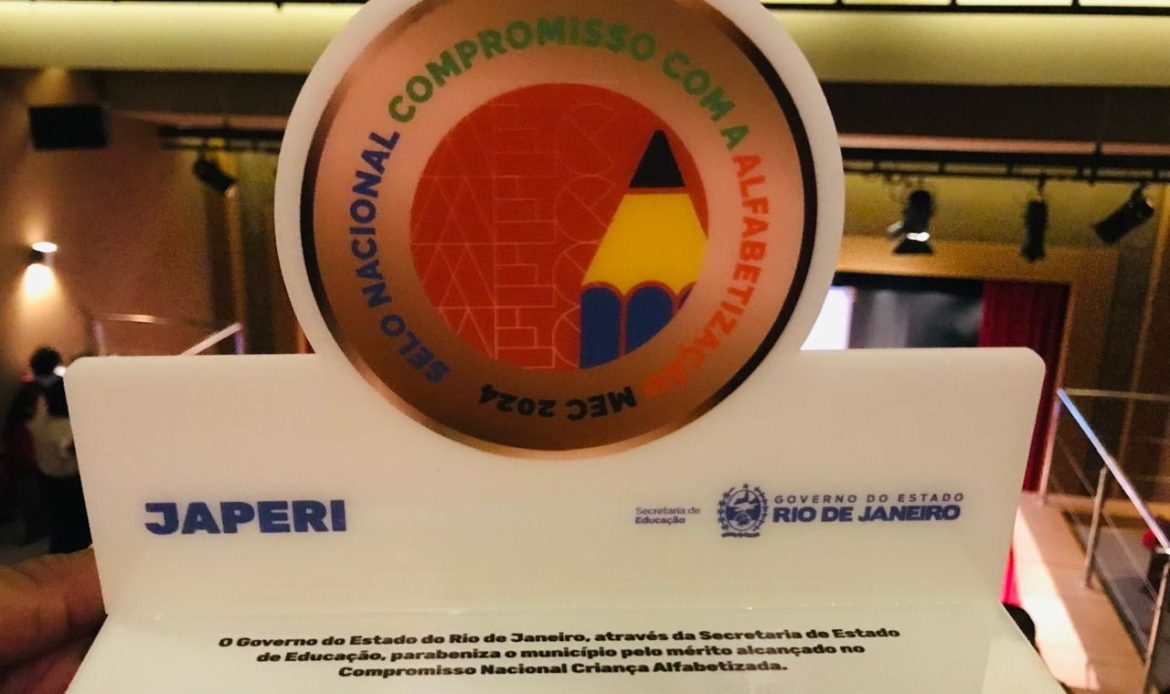 SELO NACIONAL COMPROMISSO COM A ALFABETIZAÇÃO
MEC 2024
JAPERI
Secretaria de
Educação
GOVERNO DO ESTADO
RIO DE JANEIRO
O Governo do Estado do Rio de Janeiro, através da Secretaria de Estado
de Educação, parabeniza o município pelo mérito alcançado no
Compromisso Nacional Criança Alfabetizada.